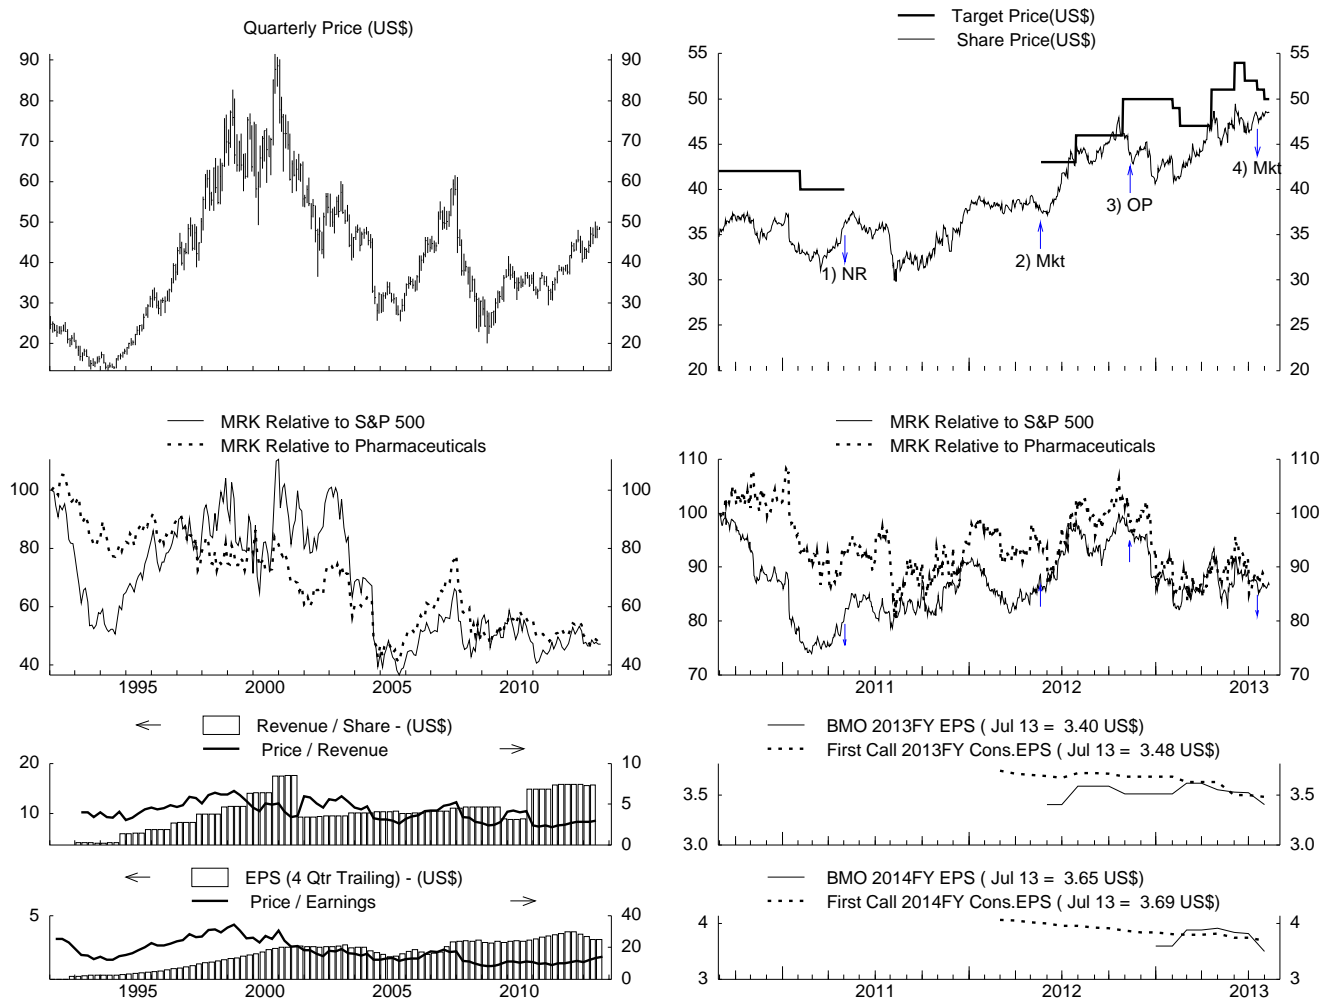 Quarterly Price (US$)
90 90
80 80
70 70
60 60
50 50
40 40
30 30
20 20
Target Price(US$)
Share Price(US$)
55 55
50 50
45 45
40 40
35 35
30 30
25 25
20 20
1) NR
2) Mkt
3) OP
4) Mkt
MRK Relative to S&P 500
MRK Relative to Pharmaceuticals
100 100
80 80
60 60
40 40
1995 2000 2005 2010
MRK Relative to S&P 500
MRK Relative to Pharmaceuticals
110 110
100 100
90 90
80 80
70 70
2011 2012 2013
Revenue / Share - (US$)
Price / Revenue
20 10
10 5
0
BMO 2013FY EPS ( Jul 13 = 3.40 US$)
First Call 2013FY Cons.EPS ( Jul 13 = 3.48 US$)
3.5 3.5
3.0 3.0
EPS (4 Qtr Trailing) - (US$)
Price / Earnings
5 40
20
0 0
1995 2000 2005 2010
BMO 2014FY EPS ( Jul 13 = 3.65 US$)
First Call 2014FY Cons.EPS ( Jul 13 = 3.69 US$)
4 4
3 3
2011 2012 2013